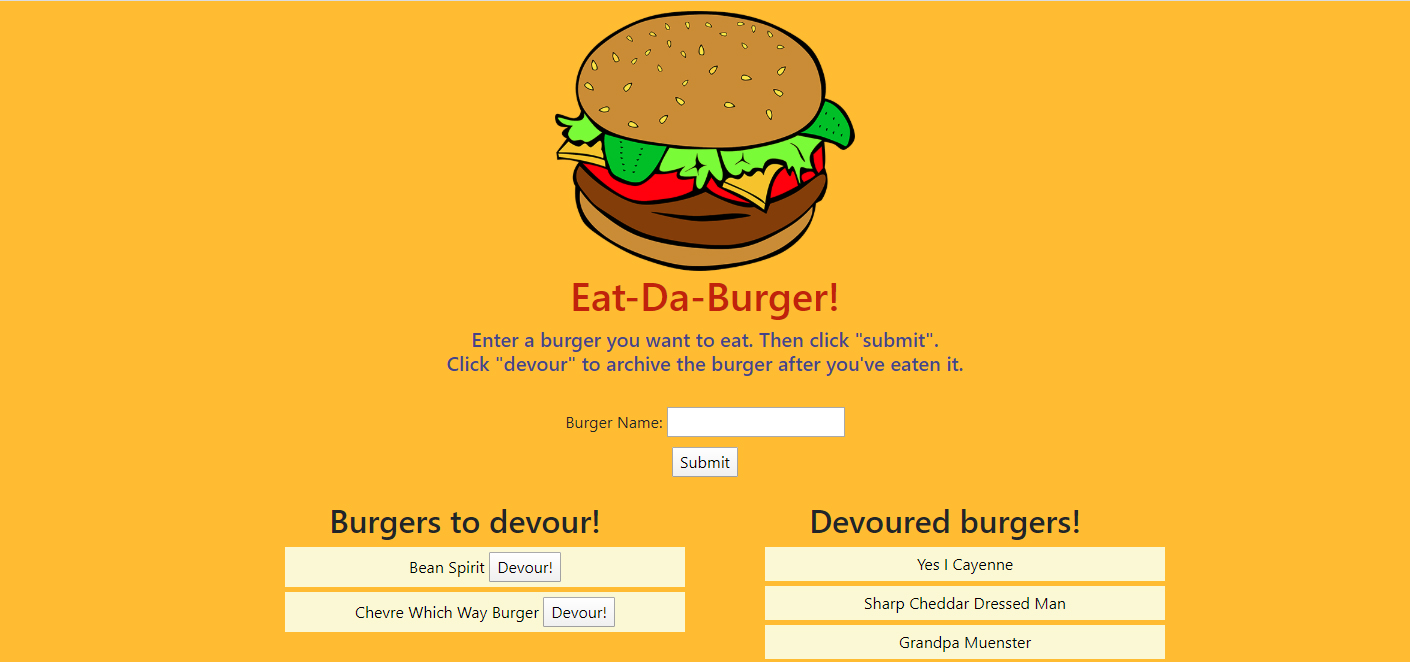 Eat-Da-Burger!
Enter a burger you want to eat. Then click "submit".
Click "devour" to archive the burger after you've eaten it.
Burger Name:
Submit
Burgers to devour!
Bean Spirit Devour!
Chevre Which Way Burger Devour!
Devoured burgers!
Yes I Cayenne
Sharp Cheddar Dressed Man
Grandpa Muenster